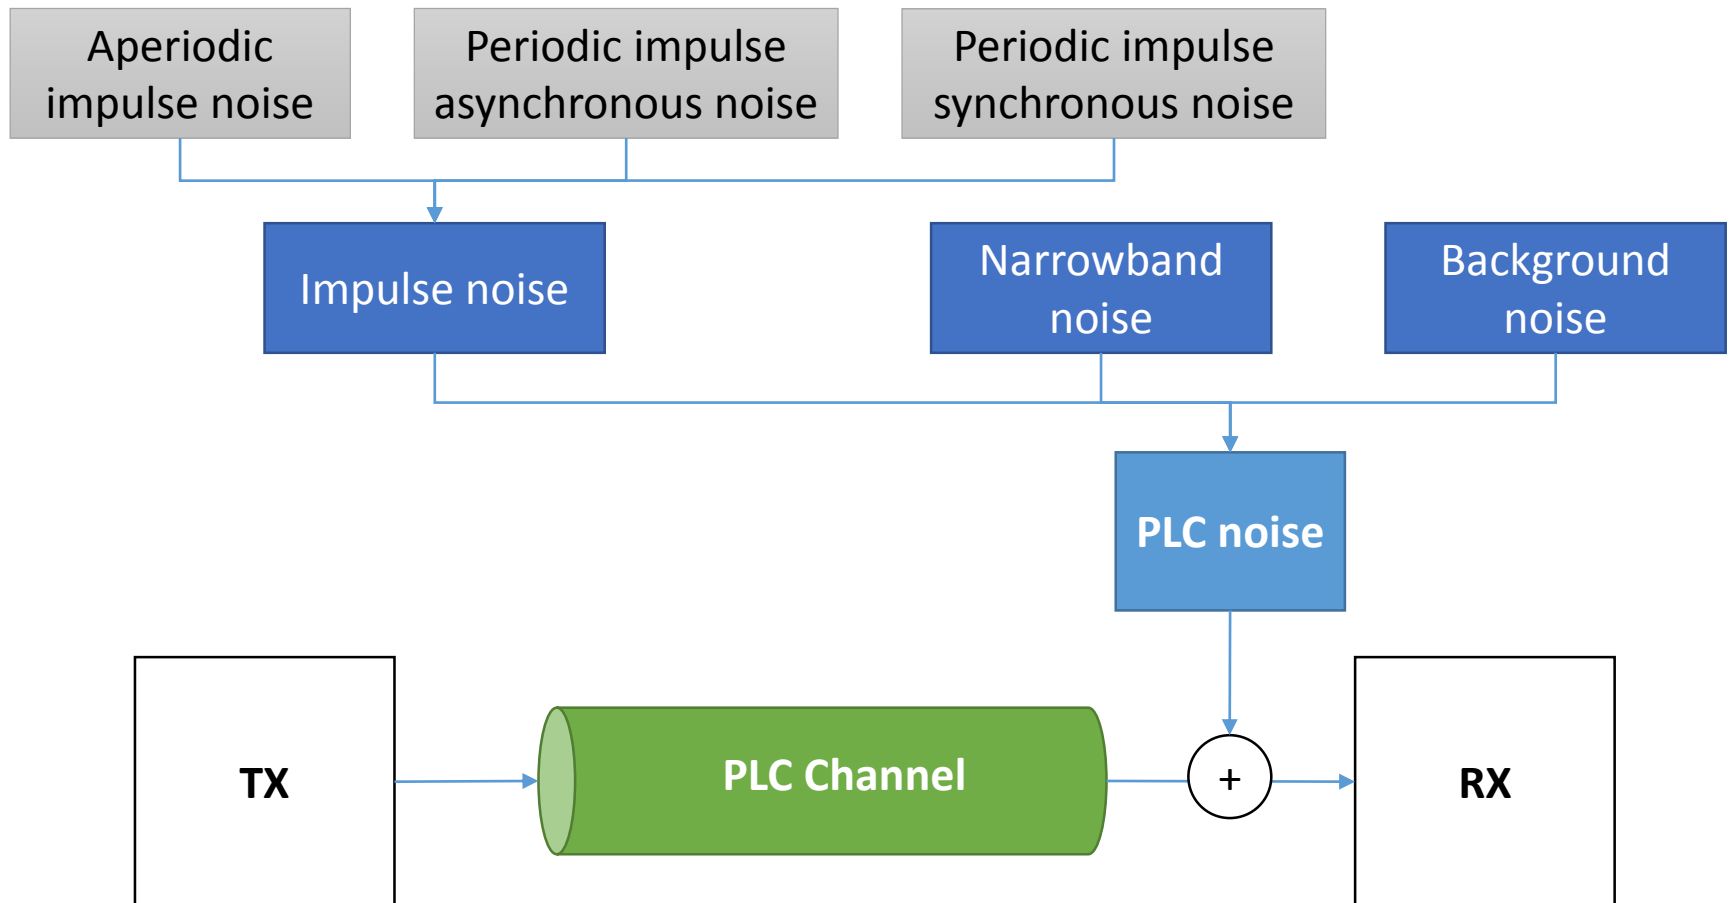 Aperiodic
impulse noise
Periodic impulse
asynchronous noise
Periodic impulse
synchronous noise
Impulse noise
Narrowband
noise
Background
noise
PLC noise
TX
PLC Channel
+
RX